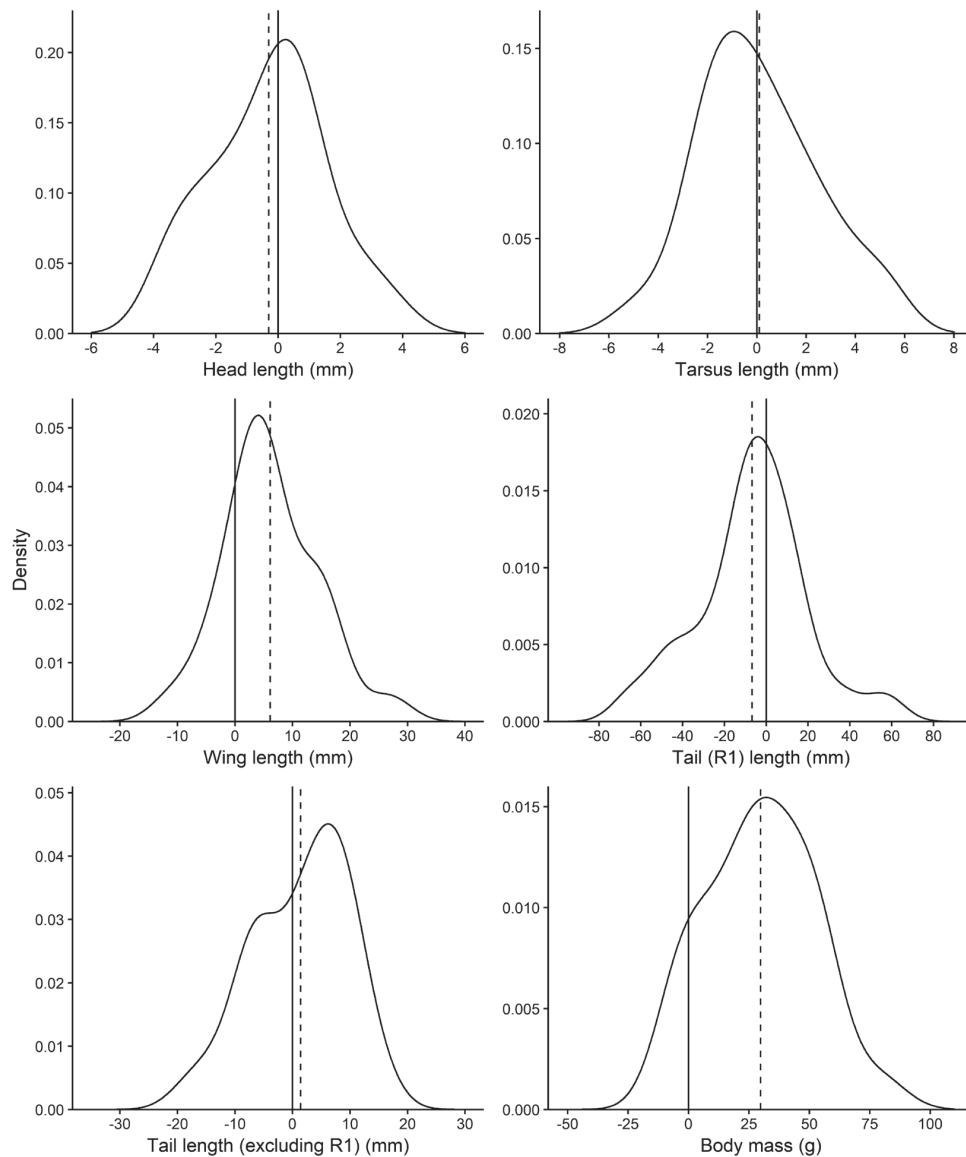 0.20
0.15
0.10
0.05
0.00
-6 -4 -2 0 2 4 6
Head length (mm)
0.15
0.10
0.05
0.00
-8 -6 -4 -2 0 2 4 6 8
Tarsus length (mm)
Density
0.05
0.04
0.03
0.02
0.01
0.00
-20 -10 0 10 20 30 40
Wing length (mm)
0.020
0.015
0.010
0.005
0.000
-80 -60 -40 -20 0 20 40 60 80
Tail (R1) length (mm)
0.05
0.04
0.03
0.02
0.01
0.00
-30 -20 -10 0 10 20 30
Tail length (excluding R1) (mm)
0.015
0.010
0.005
0.000
-50 -25 0 25 50 75 100
Body mass (g)